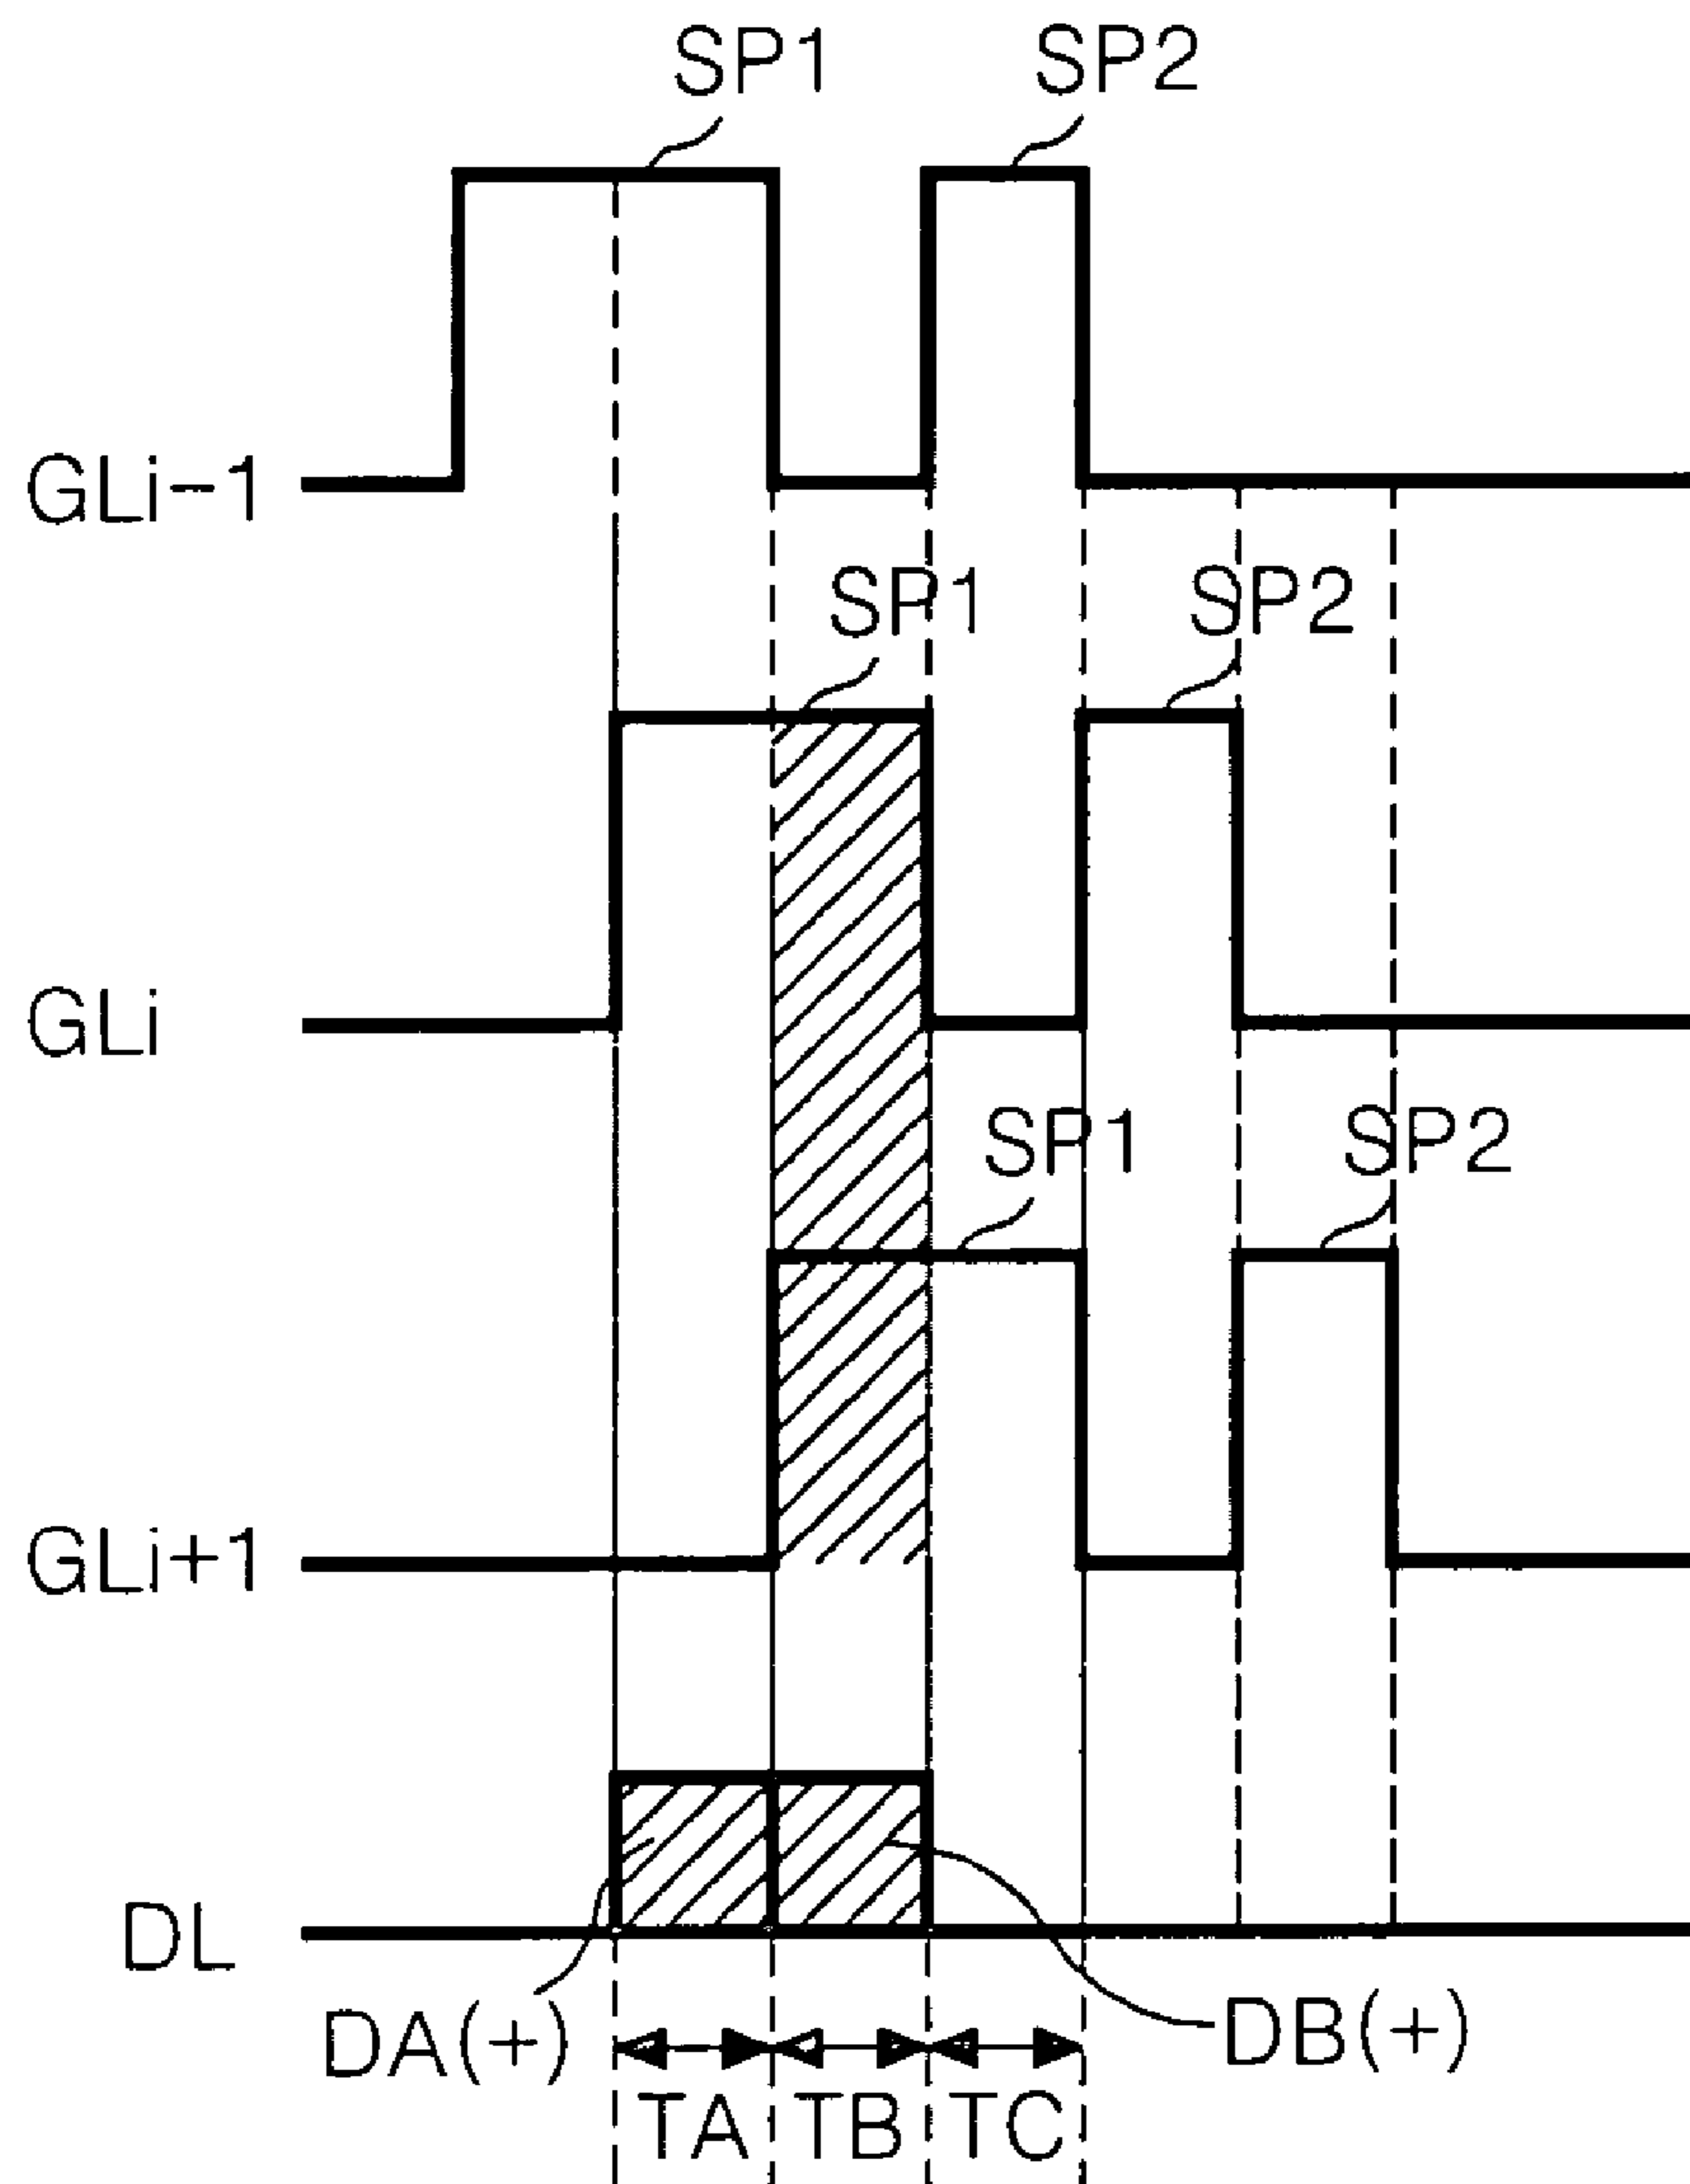 SP1 SP2
GLi-1
SP1 SP2
GLi
SP1 SP2
GLi+1
DL
DA(+) DB(+)
TA TB TC